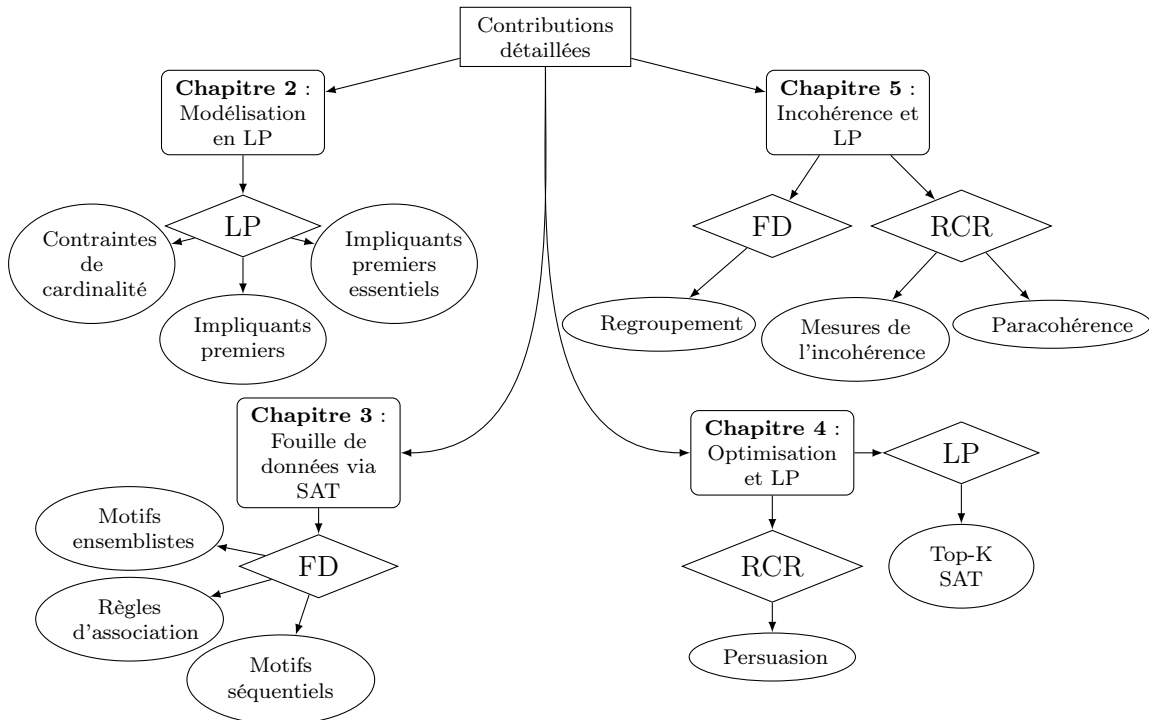 Contributions
détaillées
Chapitre 2 :
Modélisation
en LP
LP
Contraintes
de
cardinalité
Impliquants
premiers
Impliquants
premiers
essentiels
Chapitre 5 :
Incohérence et
LP
FD
RCR
Regroupement
Mesures de
l'incohérence
Paracohérence
Chapitre 3 :
Fouille de
données via
SAT
FD
Motifs
ensemblistes
Règles
d'association
Motifs
séquentiels
Chapitre 4 :
Optimisation
et LP
LP
RCR
Top-K
SAT
Persuasion